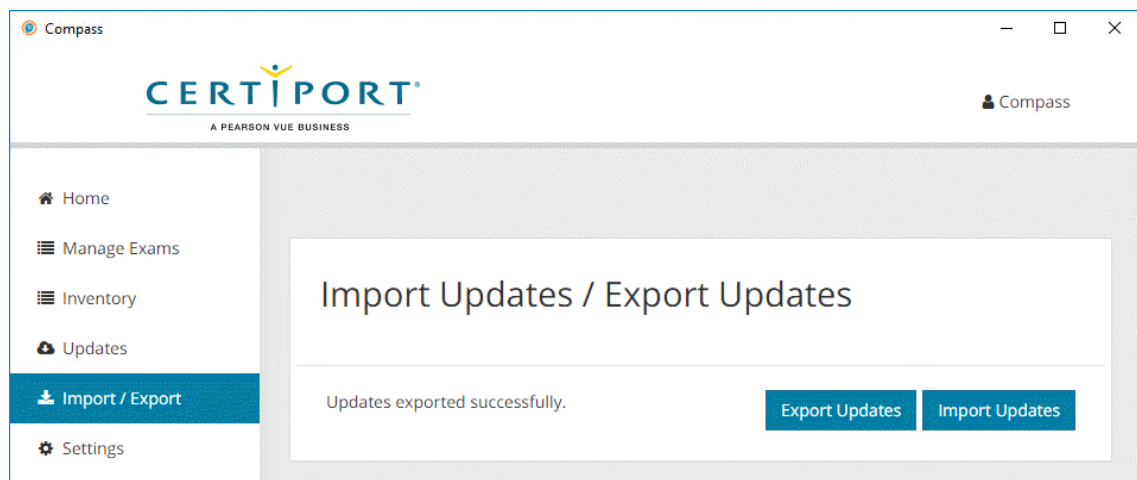 Compass
CERTIPORT®
A PEARSON VUE BUSINESS
Compass
Home
Manage Exams
Inventory
Updates
Import / Export
Settings
Import Updates / Export Updates
Updates exported successfully.
Export Updates
Import Updates